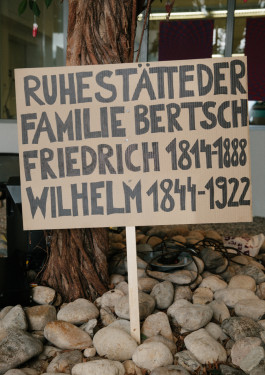 RUHESTÄTTE DER
FAMILIE BERTSCH
FRIEDRICH 1814-1888
WILHELM 1844-1922